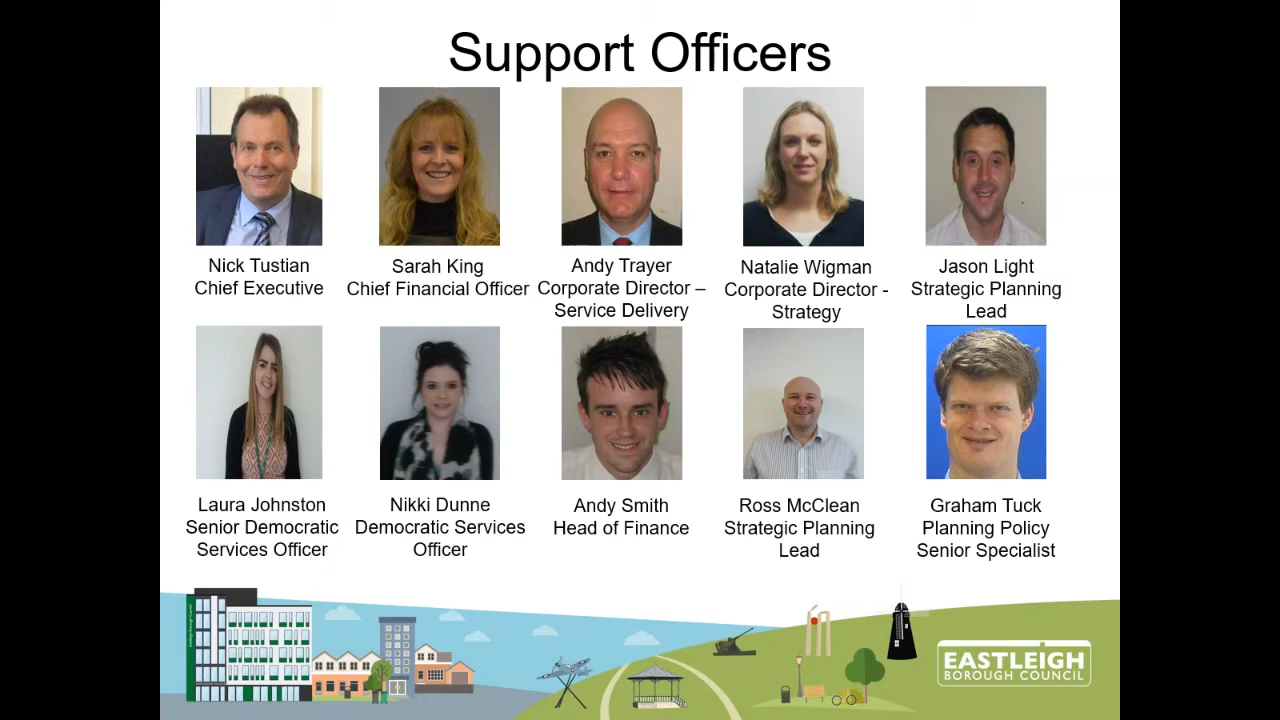 Support Officers
Nick Tustian
Chief Executive
Sarah King
Chief Financial Officer
Andy Trayer
Corporate Director –
Service Delivery
Natalie Wigman
Corporate Director -
Strategy
Jason Light
Strategic Planning
Lead
Laura Johnston
Senior Democratic
Services Officer
Nikki Dunne
Democratic Services
Officer
Andy Smith
Head of Finance
Ross McClean
Strategic Planning
Lead
Graham Tuck
Planning Policy
Senior Specialist
Eastleigh Borough Council
EASTLEIGH
BOROUGH COUNCIL